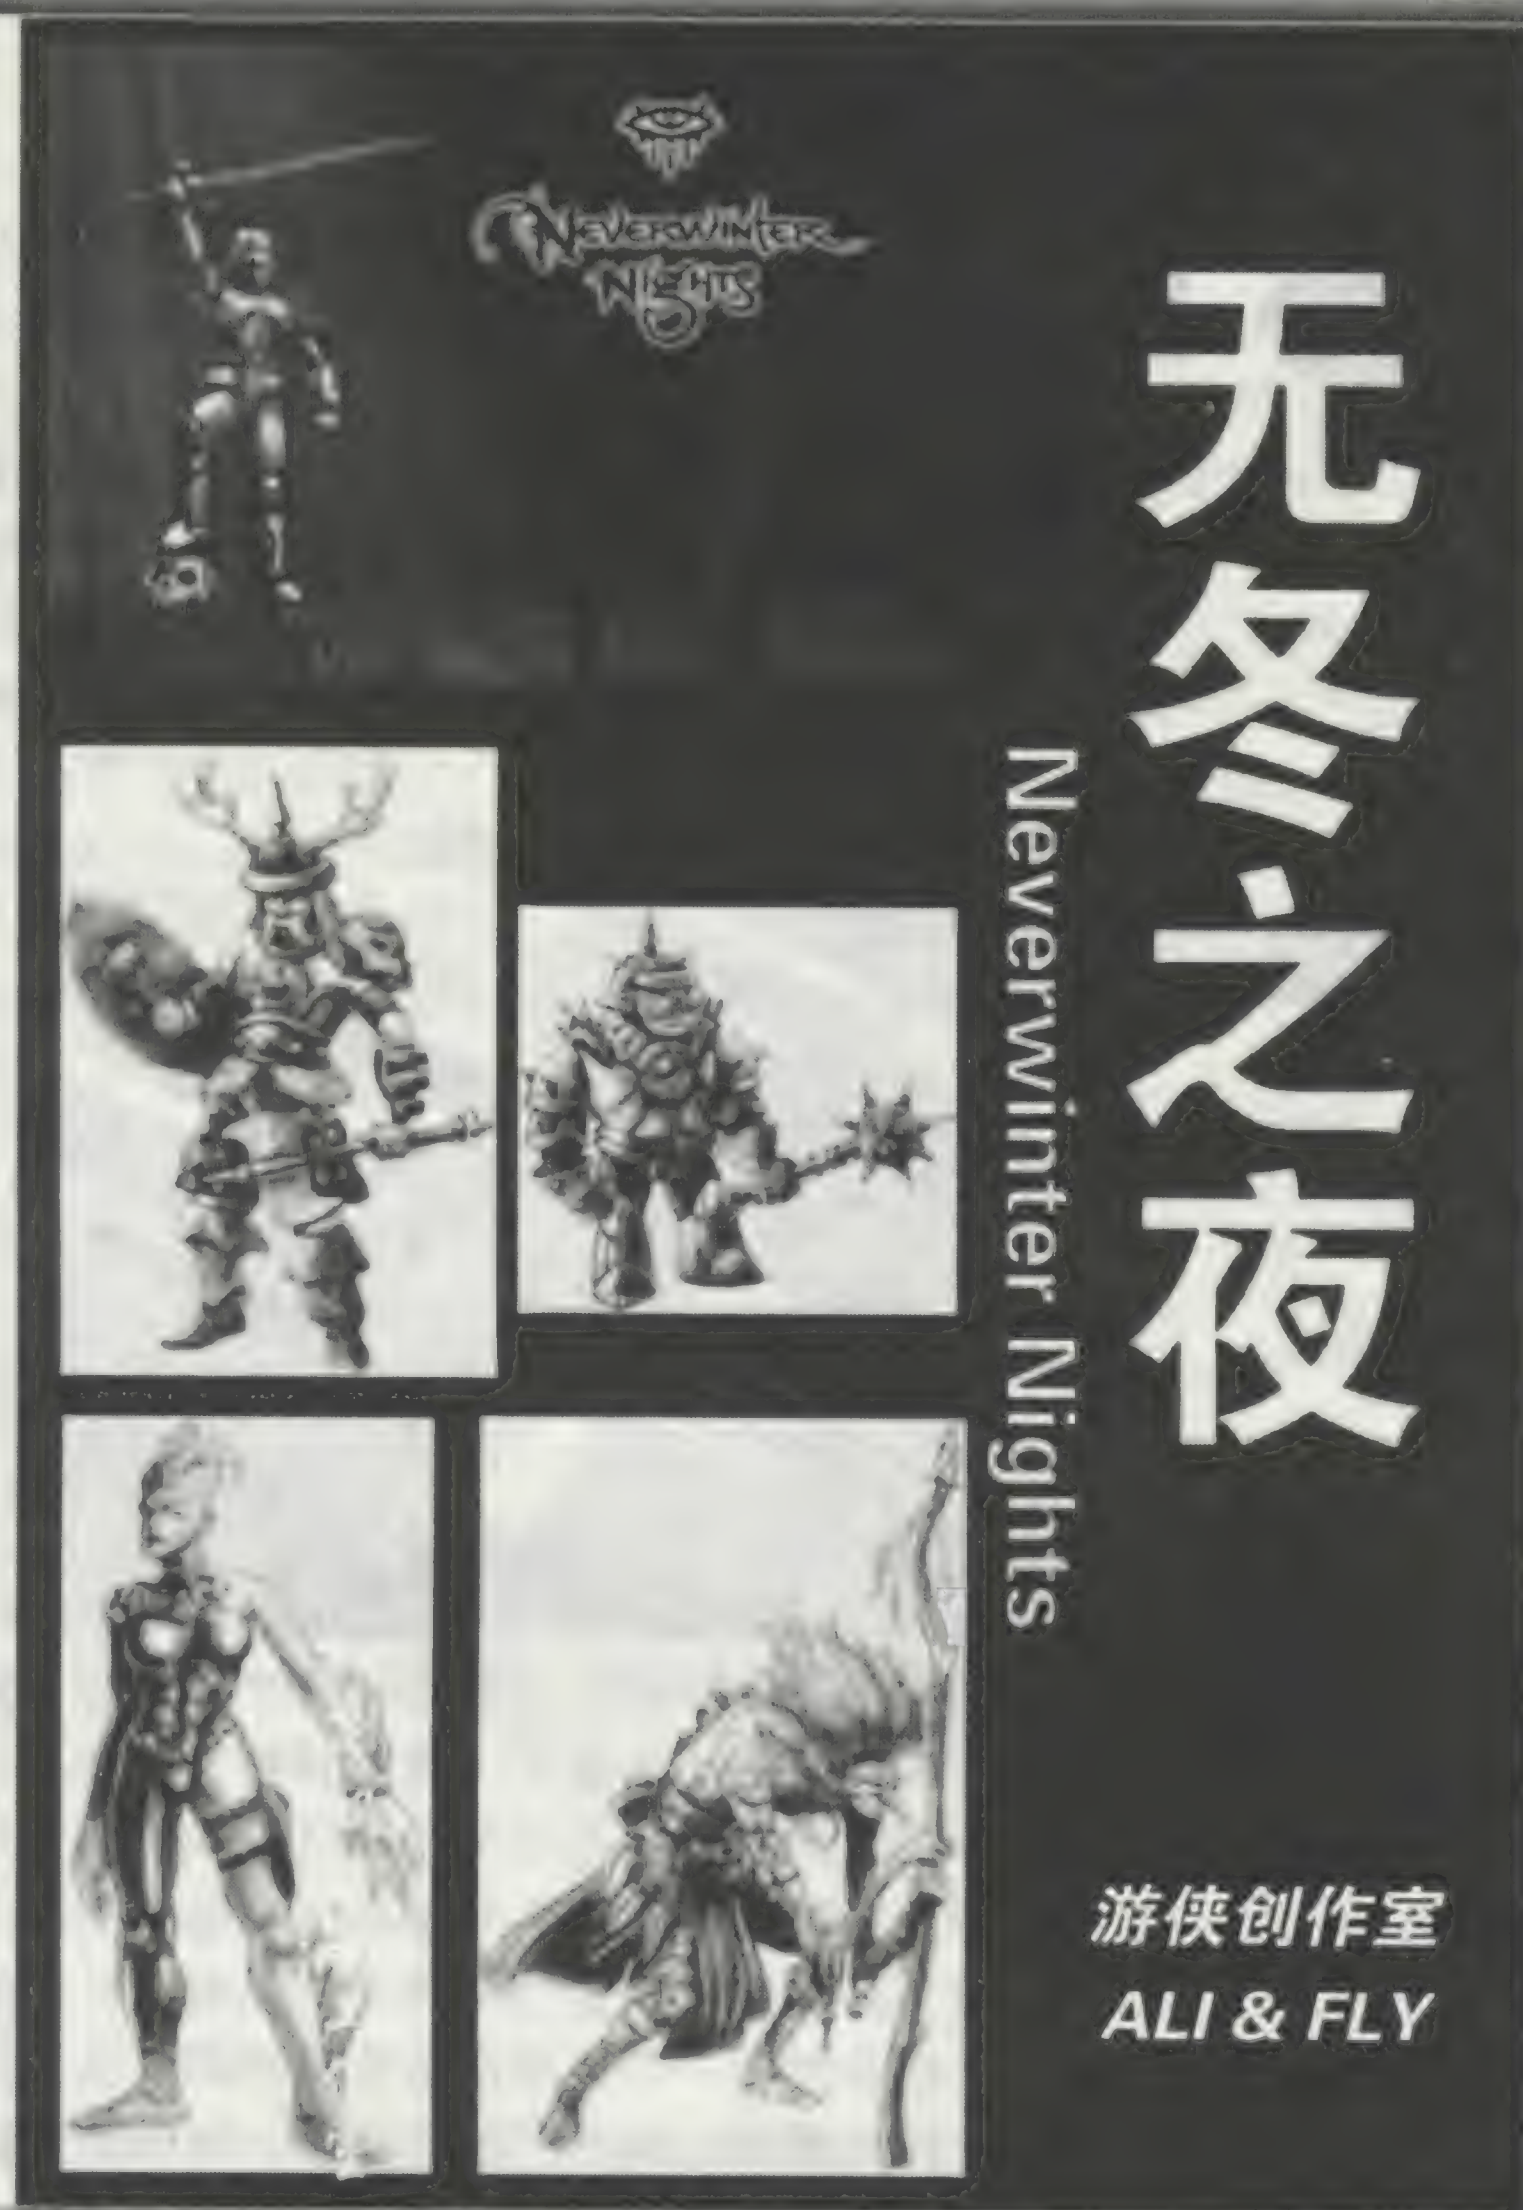 NEVERWINTER
NIGHTS
无冬之夜
Neverwinter Nights
游侠创作室
ALI & FLY